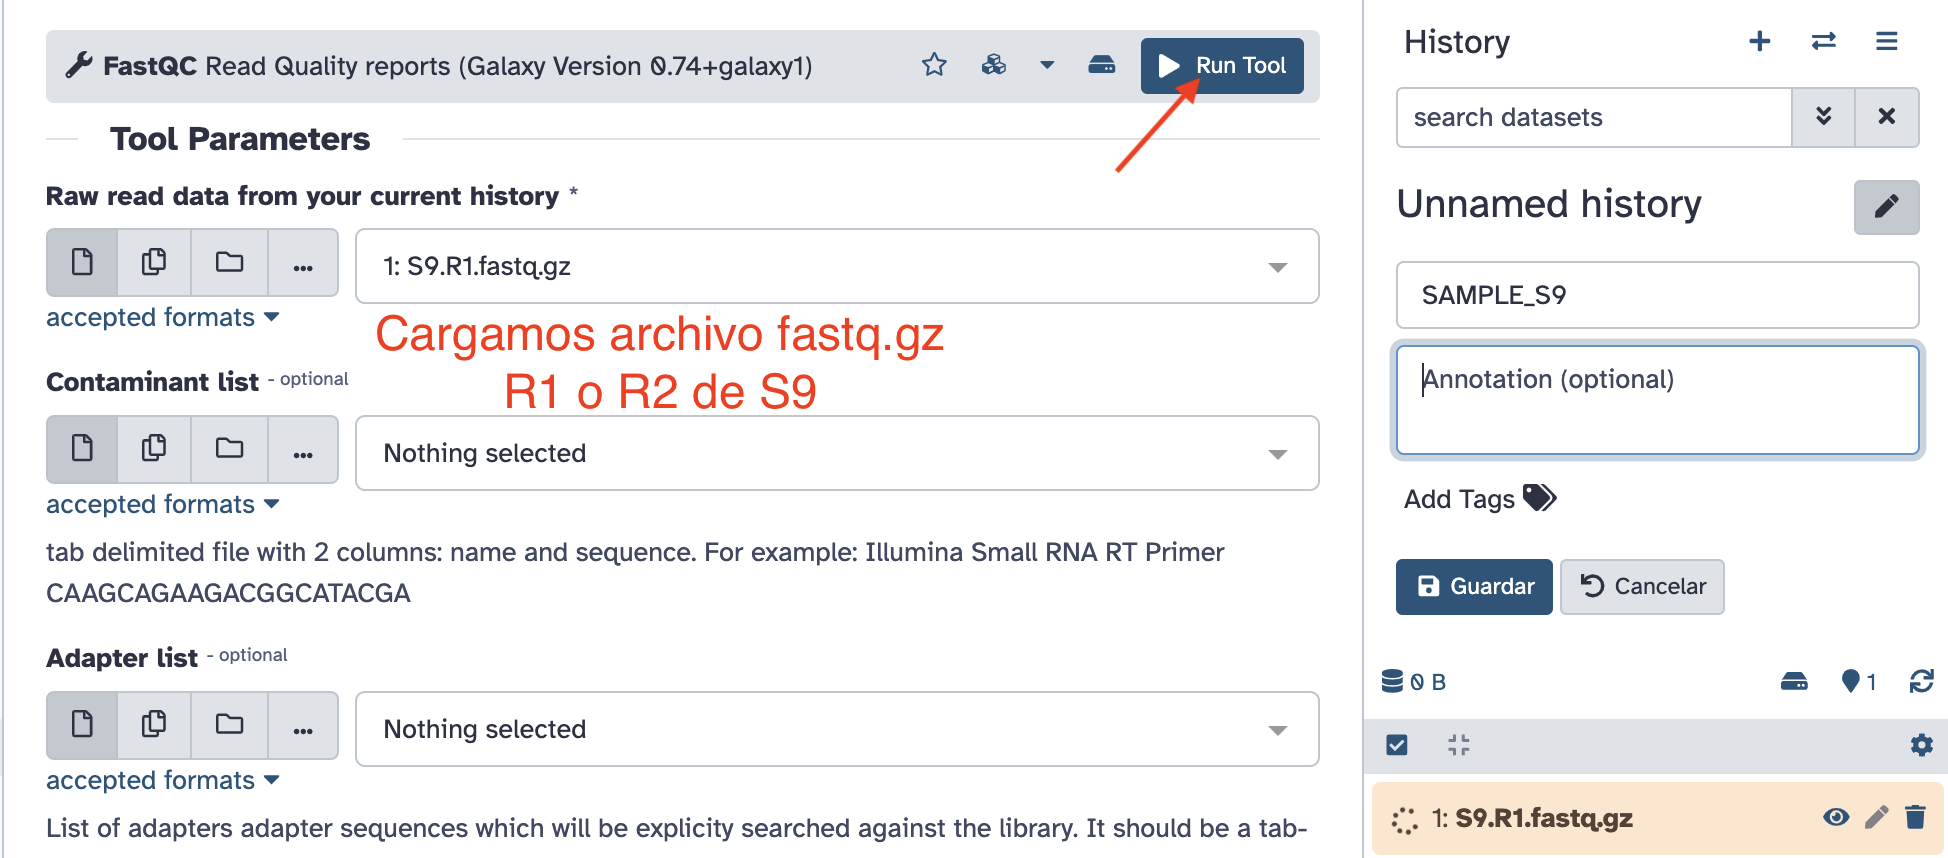 FastQC Read Quality reports (Galaxy Version 0.74+galaxy1)
Run Tool
Tool Parameters
Raw read data from your current history *
...
1: S9.R1.fastq.gz
accepted formats
Cargamos archivo fastq.gz
R1 o R2 de S9
Contaminant list - optional
...
Nothing selected
accepted formats
tab delimited file with 2 columns: name and sequence. For example: Illumina Small RNA RT Primer
CAAGCAGAAGACGGCATACGA
Adapter list - optional
...
Nothing selected
accepted formats
List of adapters adapter sequences which will be explicity searched against the library. It should be a tab-
History
search datasets
Unnamed history
SAMPLE_S9
Annotation (optional)
Add Tags
Guardar
Cancelar
0 B
1
1: S9.R1.fastq.gz